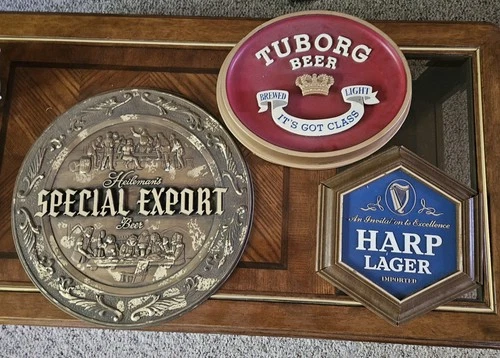 TUBORG
BEER
BREWED LIGHT
IT'S GOT CLASS
Heileman's
SPECIAL EXPORT
Beer
An Invitation to Excellence
HARP
LAGER
IMPORTED